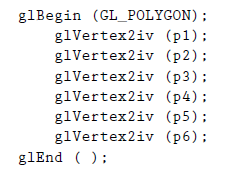 glBegin (GL_POLYGON);
    glVertex2iv (p1);
    glVertex2iv (p2);
    glVertex2iv (p3);
    glVertex2iv (p4);
    glVertex2iv (p5);
    glVertex2iv (p6);
glEnd ( );